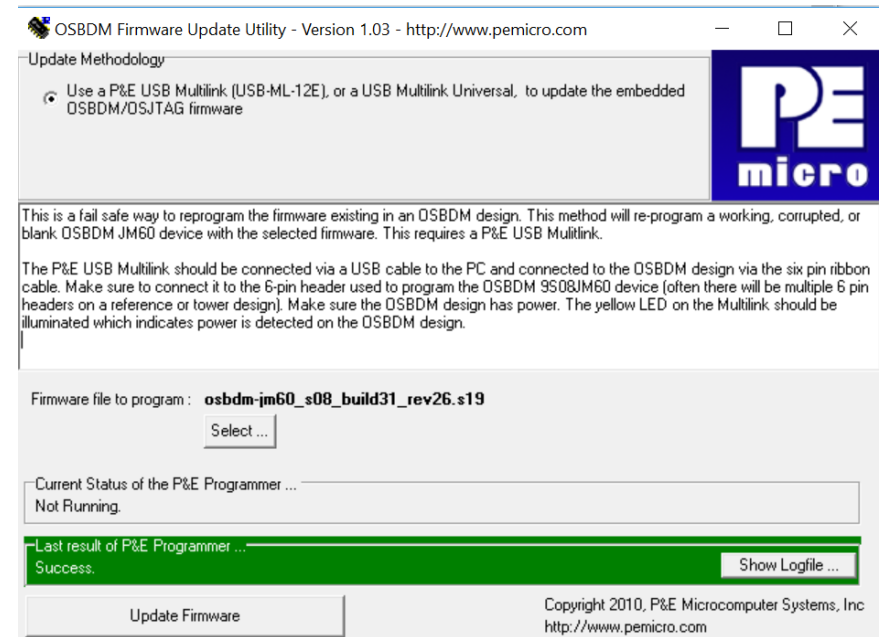 OSBDM Firmware Update Utility - Version 1.03 - http://www.pemicro.com
Update Methodology
Use a P&E USB Multilink (USB-ML-12E), or a USB Multilink Universal, to update the embedded
OSBDM/OSJTAG firmware
PE
micro
This is a fail safe way to reprogram the firmware existing in an OSBDM design. This method will re-program a working, corrupted, or
blank OSBDM JM60 device with the selected firmware. This requires a P&E USB Mulitlink.
The P&E USB Multilink should be connected via a USB cable to the PC and connected to the OSBDM design via the six pin ribbon
cable. Make sure to connect it to the 6-pin header used to program the OSBDM 9S08JM60 device (often there will be multiple 6 pin
headers on a reference or tower design). Make sure the OSBDM design has power. The yellow LED on the Multilink should be
illuminated which indicates power is detected on the OSBDM design.
Firmware file to program : osbdm-jm60_s08_build31_rev26.s19
Select ...
Current Status of the P&E Programmer ...
Not Running.
Last result of P&E Programmer ...
Success.
Show Logfile ...
Update Firmware
Copyright 2010, P&E Microcomputer Systems, Inc
http://www.pemicro.com